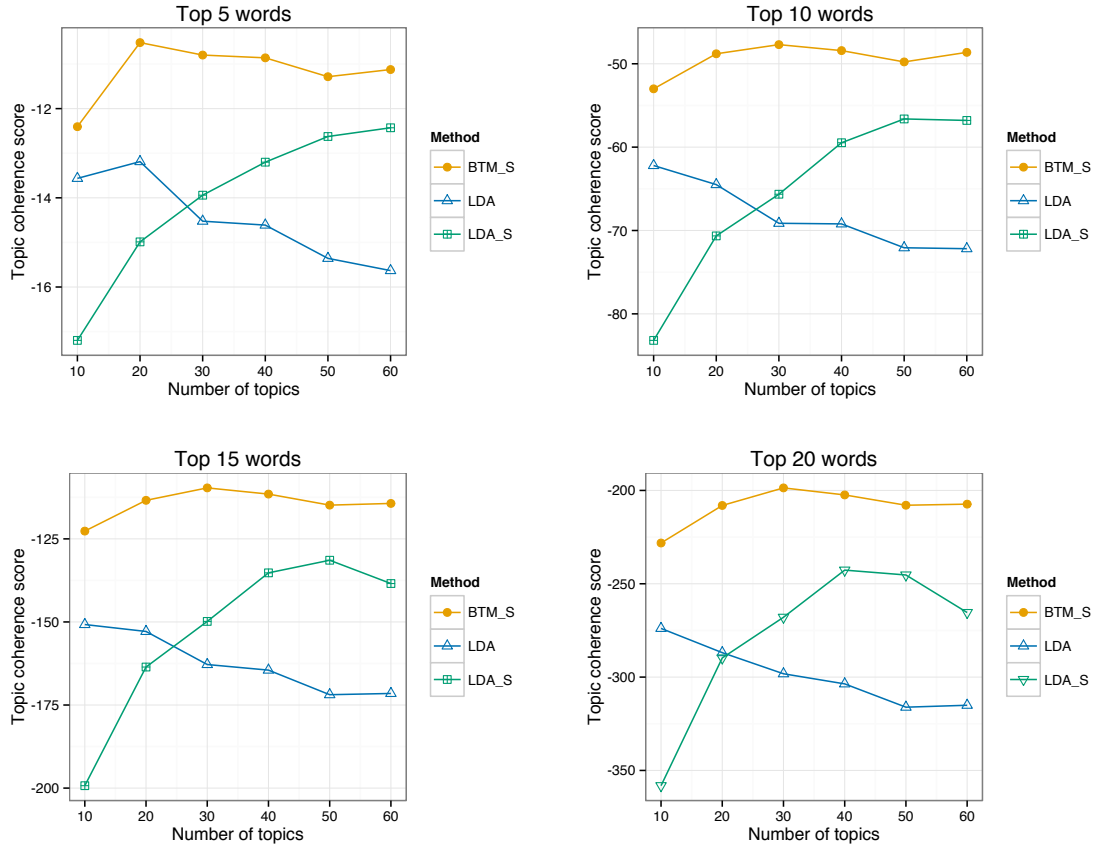 Top 5 words
Topic coherence score
-12
-14
-16
10 20 30 40 50 60
Number of topics
Method
BTM_S
LDA
LDA_S
Top 10 words
Topic coherence score
-50
-60
-70
-80
10 20 30 40 50 60
Number of topics
Method
BTM_S
LDA
LDA_S
Top 15 words
Topic coherence score
-125
-150
-175
-200
10 20 30 40 50 60
Number of topics
Method
BTM_S
LDA
LDA_S
Top 20 words
Topic coherence score
-200
-250
-300
-350
10 20 30 40 50 60
Number of topics
Method
BTM_S
LDA
LDA_S